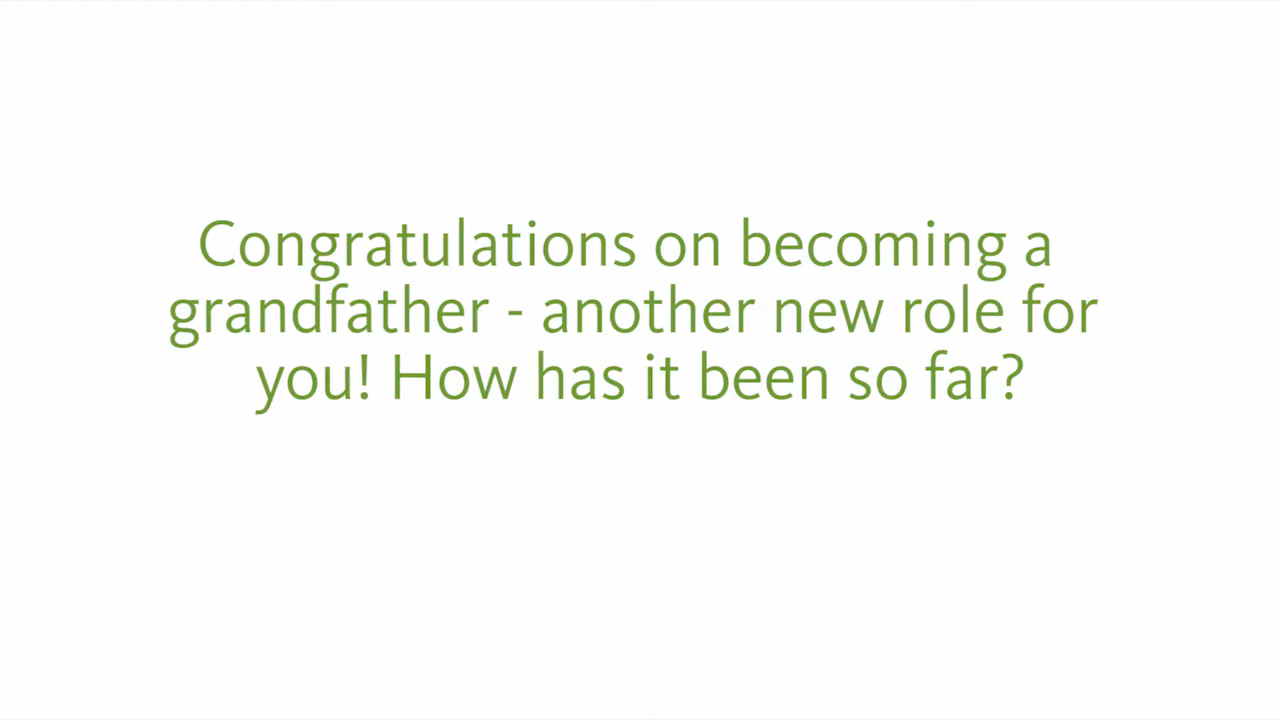 Congratulations on becoming a
grandfather - another new role for
you! How has it been so far?